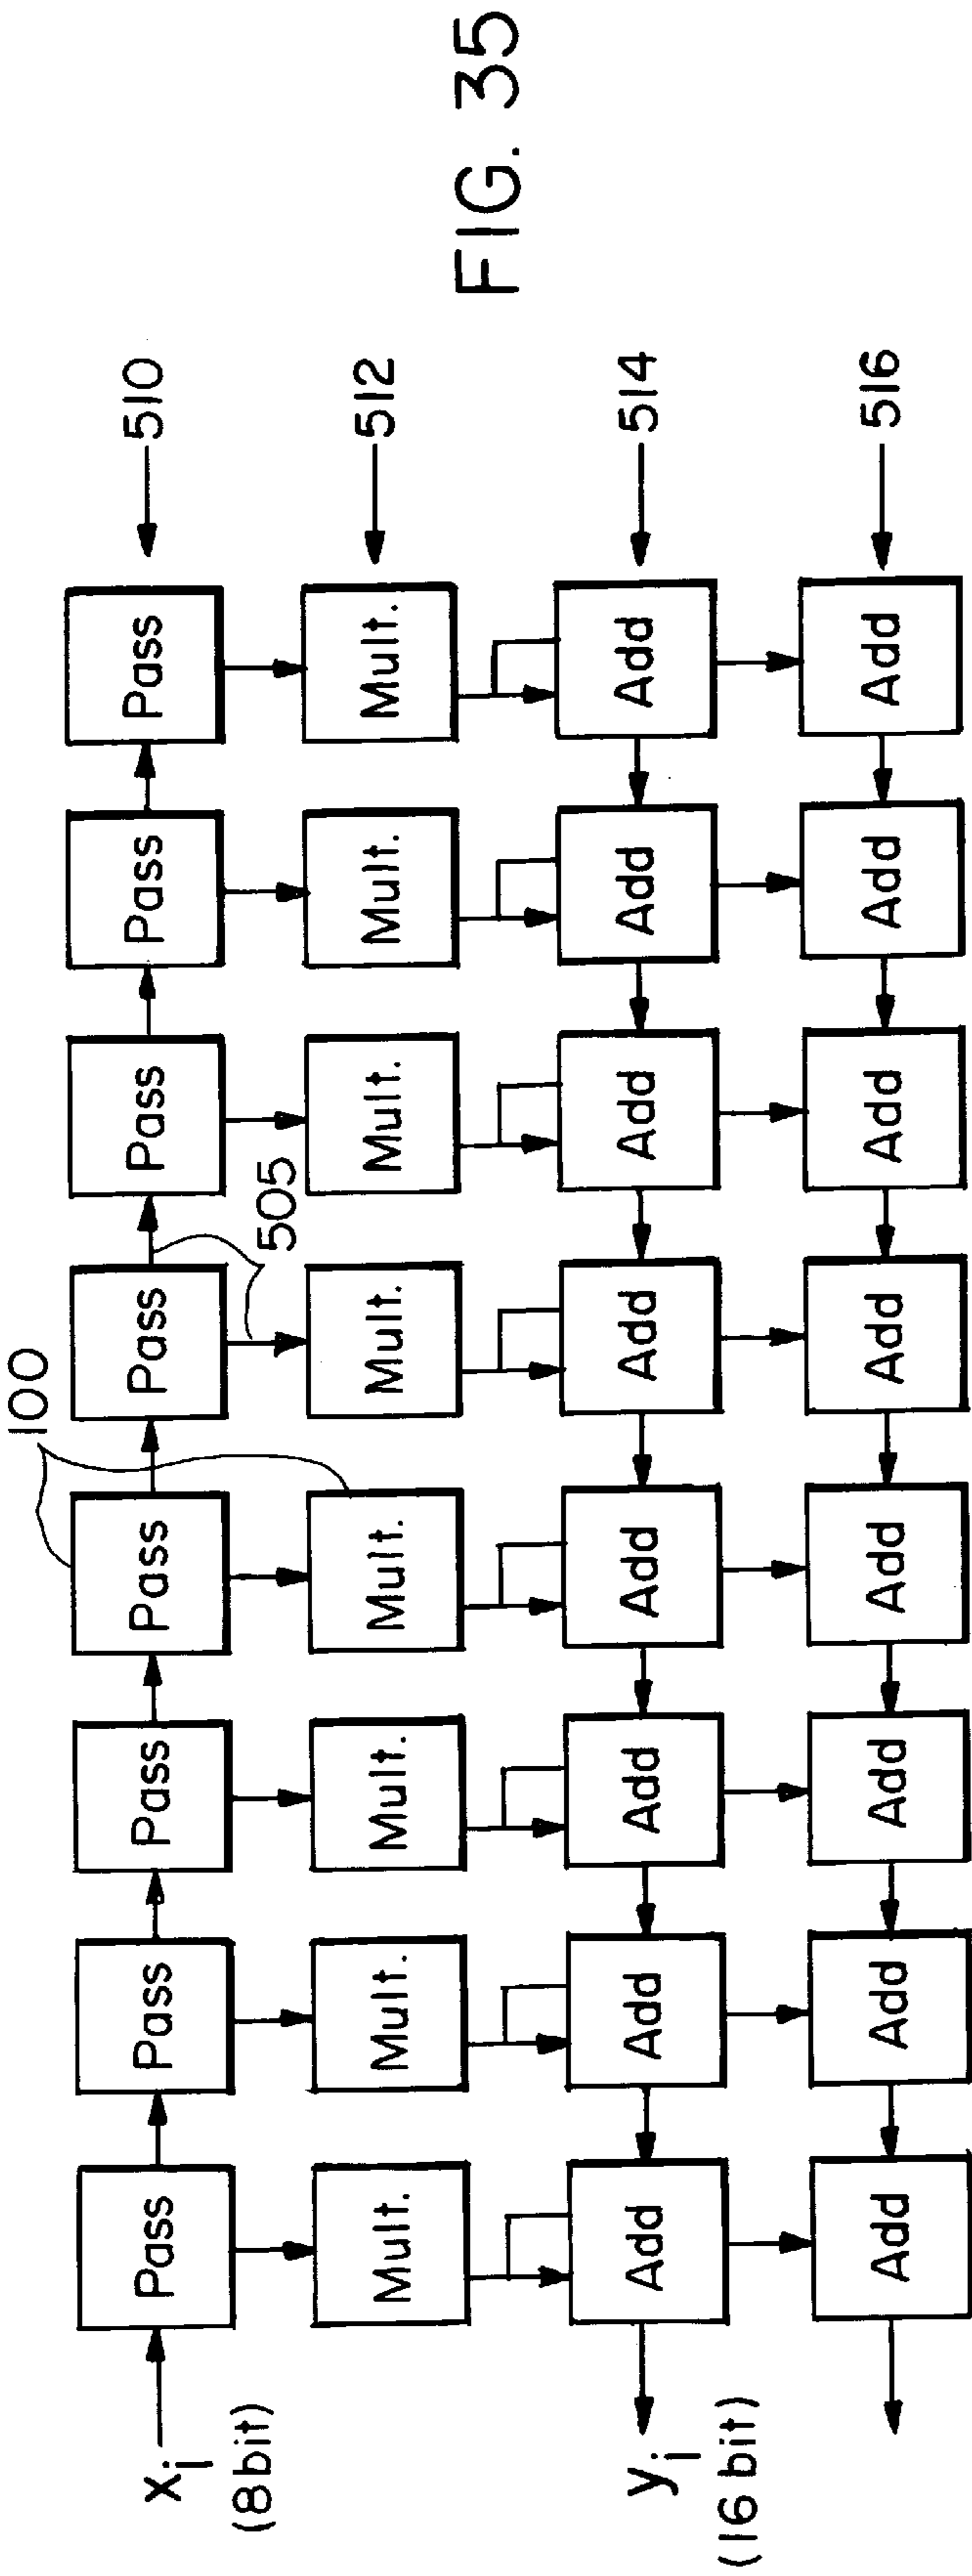 FIG. 35
100
505
x_i
(8 bit)
Pass Pass Pass Pass Pass Pass Pass Pass
510
Mult. Mult. Mult. Mult. Mult. Mult. Mult. Mult.
512
y_i
(16 bit)
Add Add Add Add Add Add Add Add
514
Add Add Add Add Add Add Add Add
516